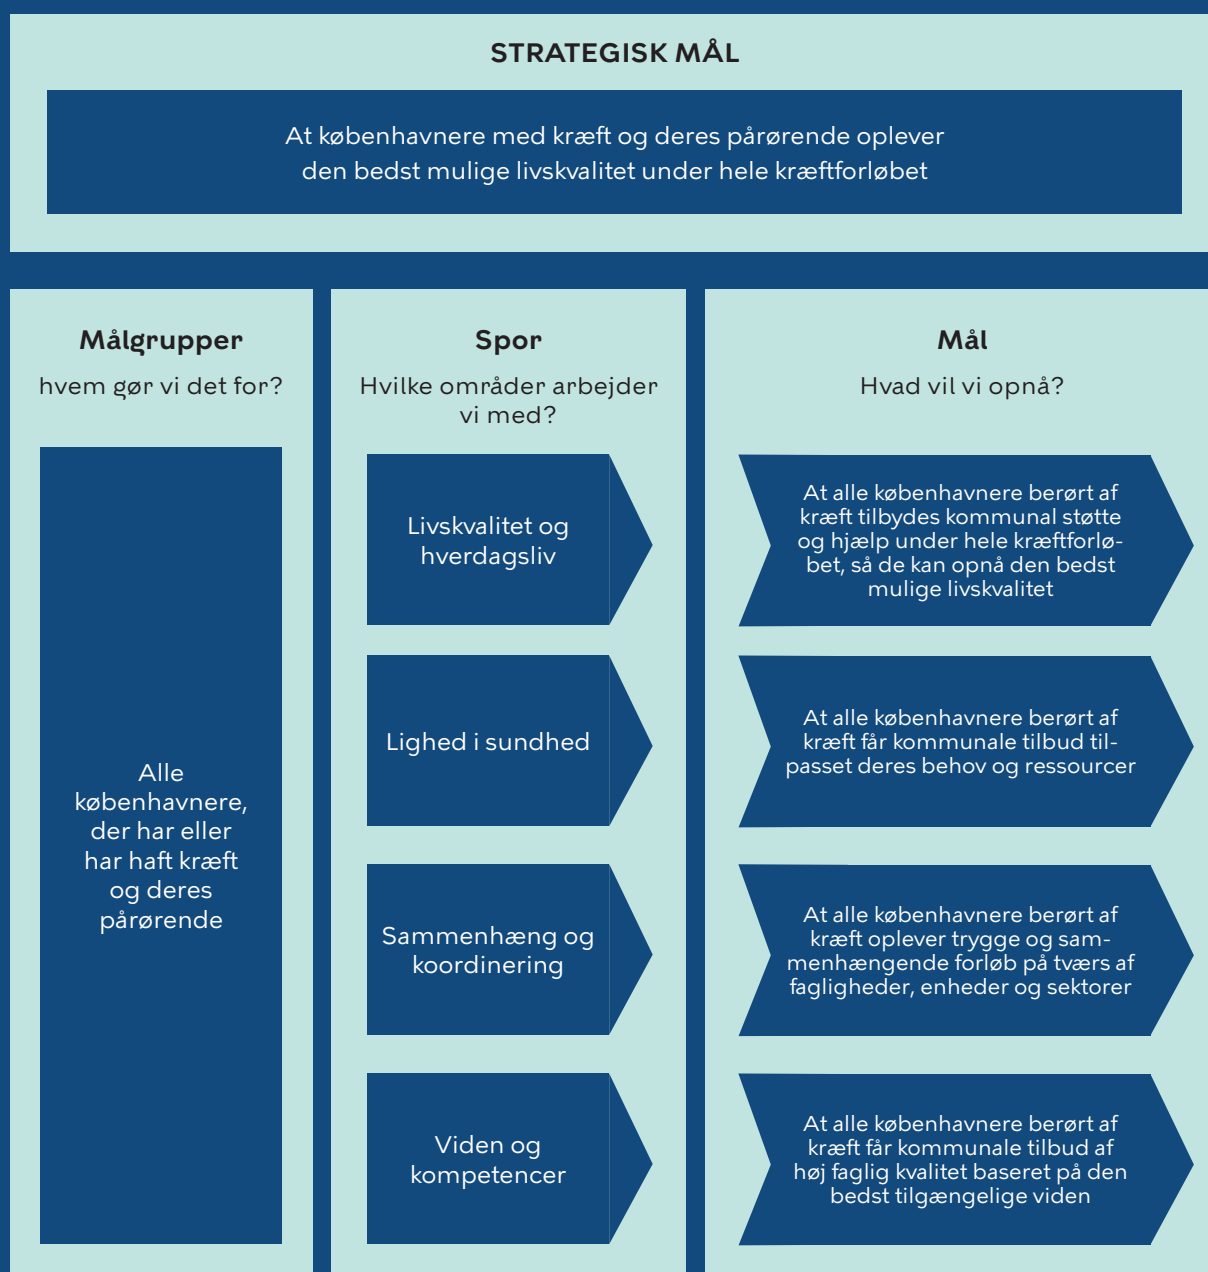 STRATEGISK MÅL
At københavnere med kræft og deres pårørende oplever
den bedst mulige livskvalitet under hele kræftforløbet
Målgrupper
hvem gør vi det for?
Alle
københavnere,
der har eller
har haft kræft
og deres
pårørende
Spor
Hvilke områder arbejder
vi med?
Livskvalitet og
hverdagsliv
Lighed i sundhed
Sammenhæng og
koordinering
Viden og
kompetencer
Mål
Hvad vil vi opnå?
At alle københavnere berørt af
kræft tilbydes kommunal støtte
og hjælp under hele kræftforlø-
bet, så de kan opnå den bedst
mulige livskvalitet
At alle københavnere berørt af
kræft får kommunale tilbud til-
passet deres behov og ressourcer
At alle københavnere berørt af
kræft oplever trygge og sam-
menhængende forløb på tværs af
fagligheder, enheder og sektorer
At alle københavnere berørt af
kræft får kommunale tilbud af
høj faglig kvalitet baseret på den
bedst tilgængelige viden